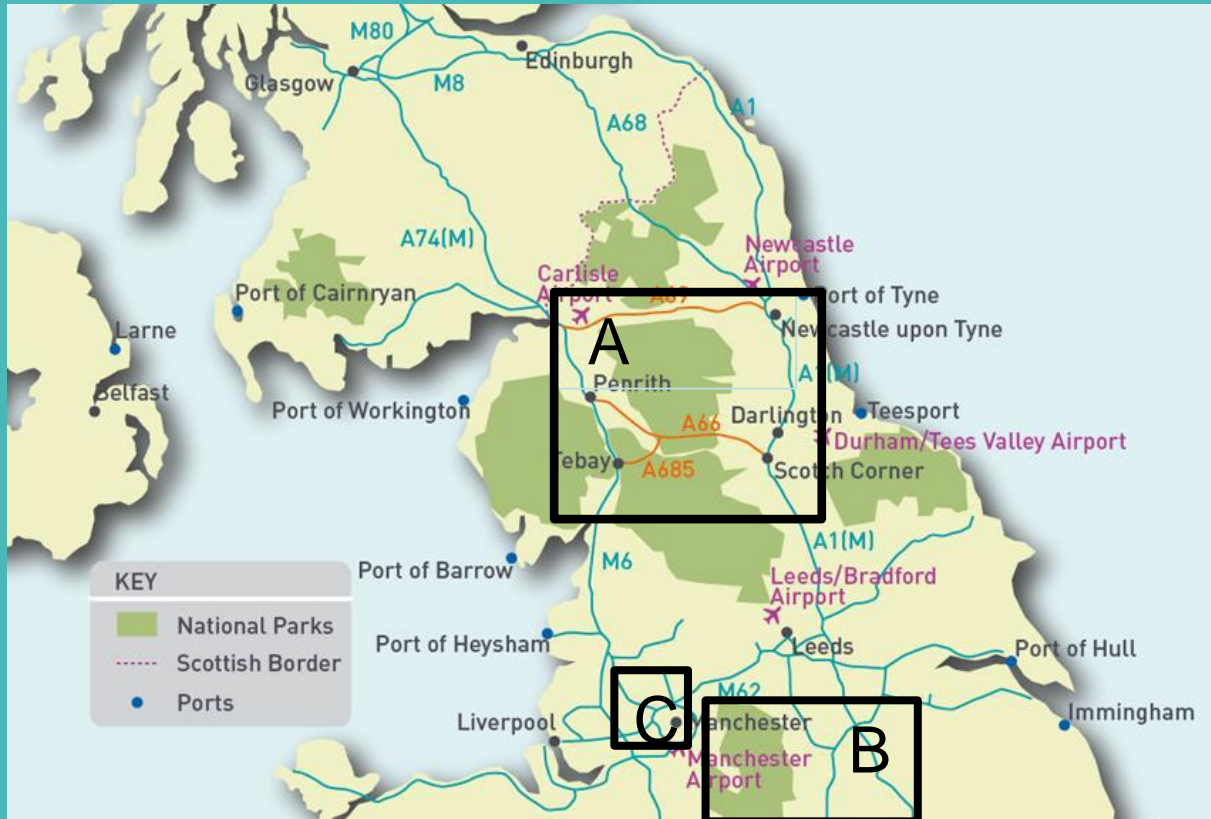 M80
Edinburgh
Glasgow
M8
A1
A68
A74(M)
Newcastle
Airport
Carlisle
Airport
Port of Cairnryan
A69
Port of Tyne
Newcastle upon Tyne
Larne
A
A1(M)
Penrith
Belfast
Port of Workington
Darlington
Teesport
A66
Durham/Tees Valley Airport
Tebay
A685
Scotch Corner
A1(M)
M6
Port of Barrow
Leeds/Bradford
Airport
KEY
National Parks
Scottish Border
Ports
Port of Heysham
Leeds
Port of Hull
M62
C
Liverpool
Manchester
Immingham
B
Manchester
Airport